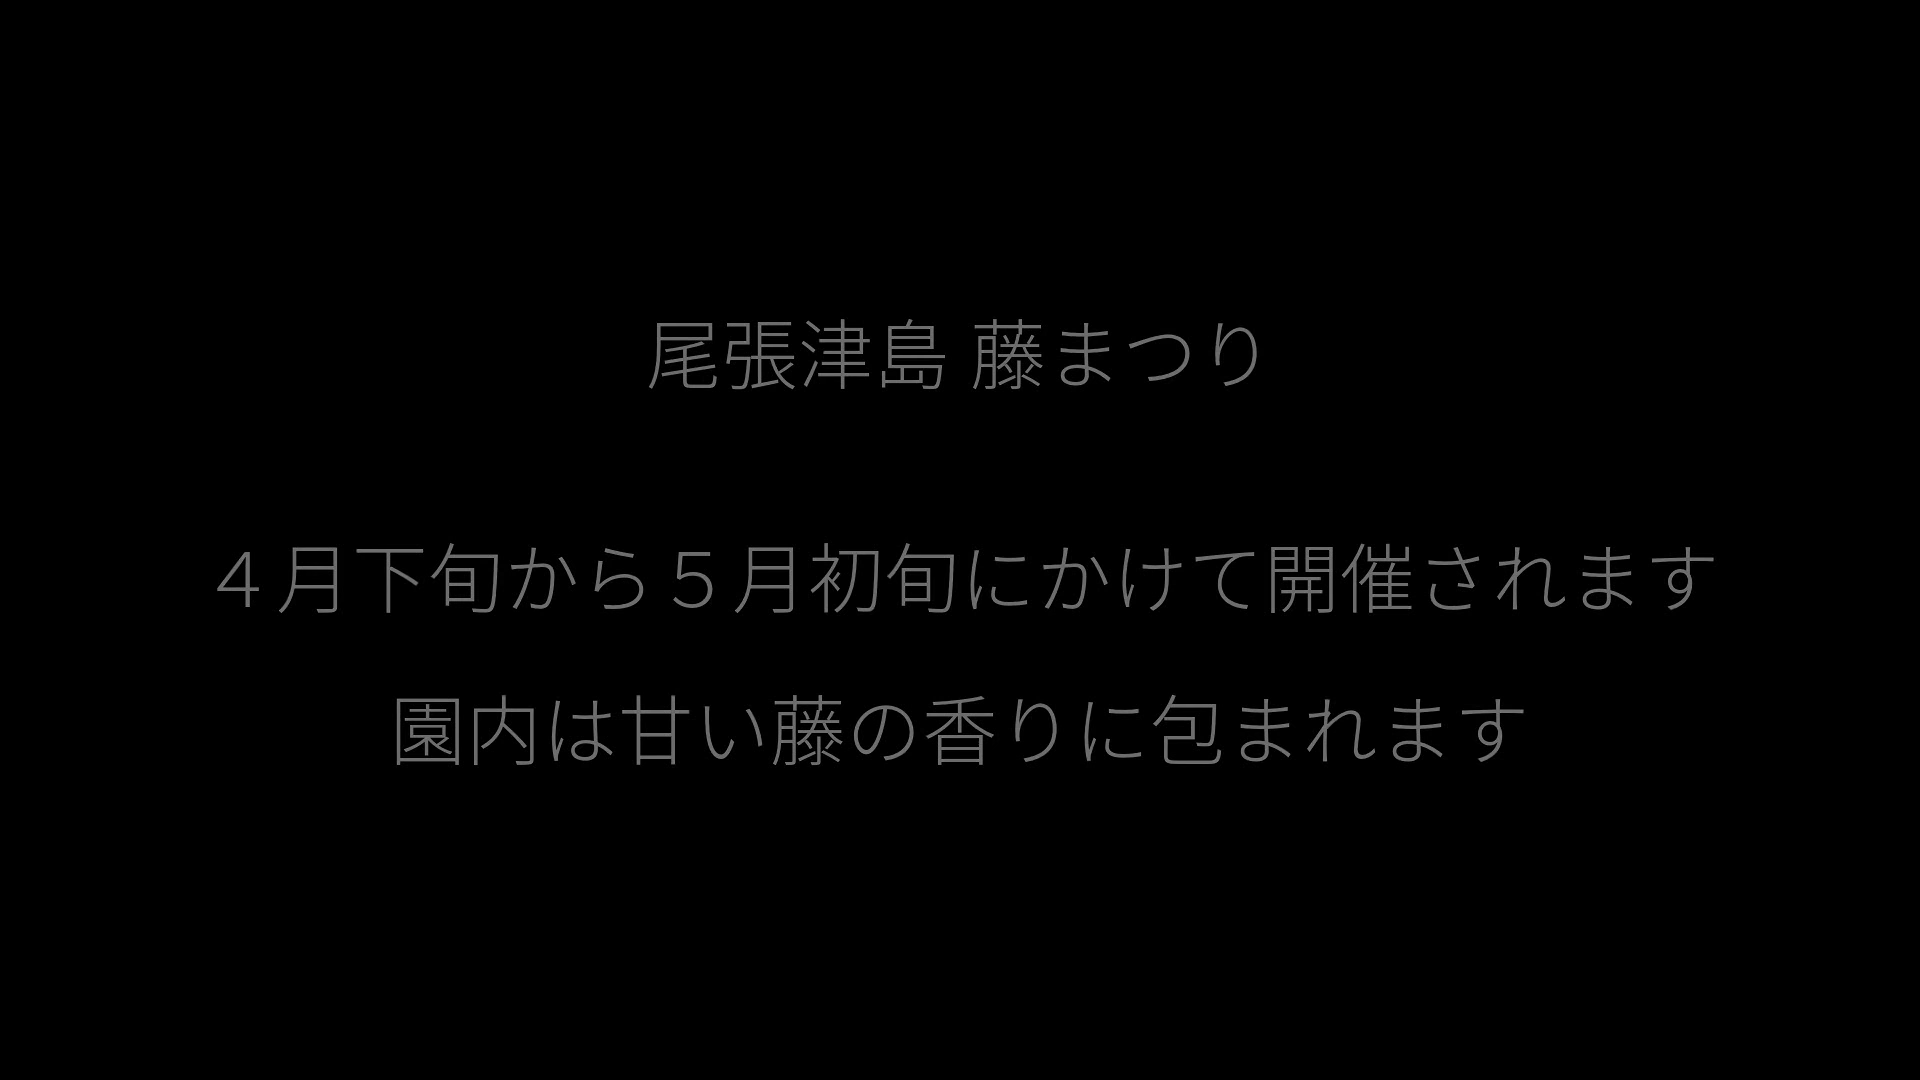 尾張津島 藤まつり
４月下旬から５月初旬にかけて開催されます
園内は甘い藤の香りに包まれます